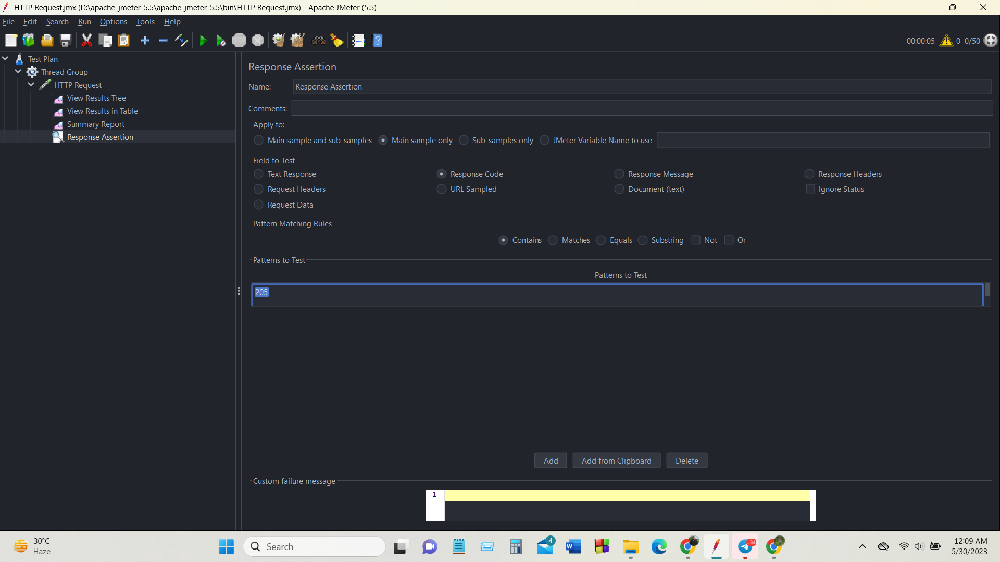 HTTP Request.jmx (D:\apache-jmeter-5.5\apache-jmeter-5.5\bin\HTTP Request.jmx) - Apache JMeter (5.5)
File Edit Search Run Options Tools Help
STOP
00:00:05 0 0/50
Test Plan
Thread Group
HTTP Request
View Results Tree
View Results in Table
Summary Report
Response Assertion
Response Assertion
Name: Response Assertion
Comments:
Apply to:
Main sample and sub-samples Main sample only Sub-samples only JMeter Variable Name to use
Field to Test
Text Response Response Code Response Message Response Headers
Request Headers URL Sampled Document (text) Ignore Status
Request Data
Pattern Matching Rules
Contains Matches Equals Substring Not Or
Patterns to Test
Patterns to Test
205
Add Add from Clipboard Delete
Custom failure message
1
30°C
Haze
Search
4
W
34
12:09 AM
5/30/2023